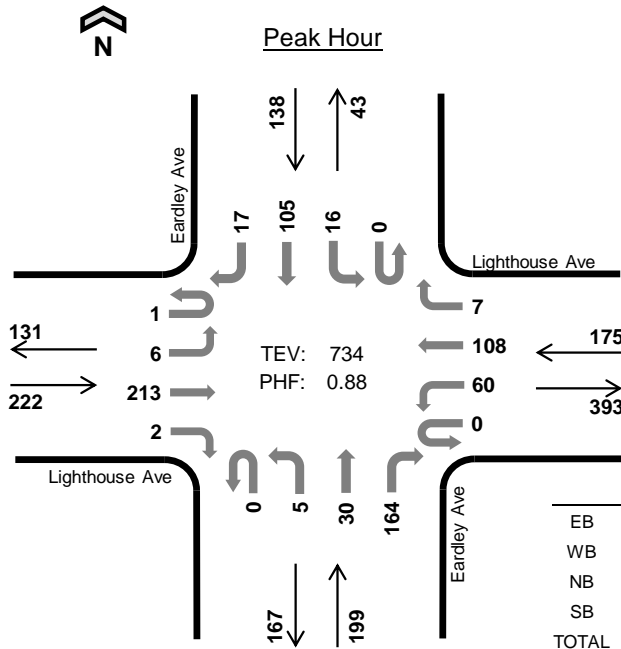 Peak Hour
N
138
43
Eardley Ave
17
105
16
0
Lighthouse Ave
1
6
213
2
7
108
60
0
131
222
175
393
TEV: 734
PHF: 0.88
Lighthouse Ave
0
5
30
164
Eardley Ave
167
199
EB
WB
NB
SB
TOTAL